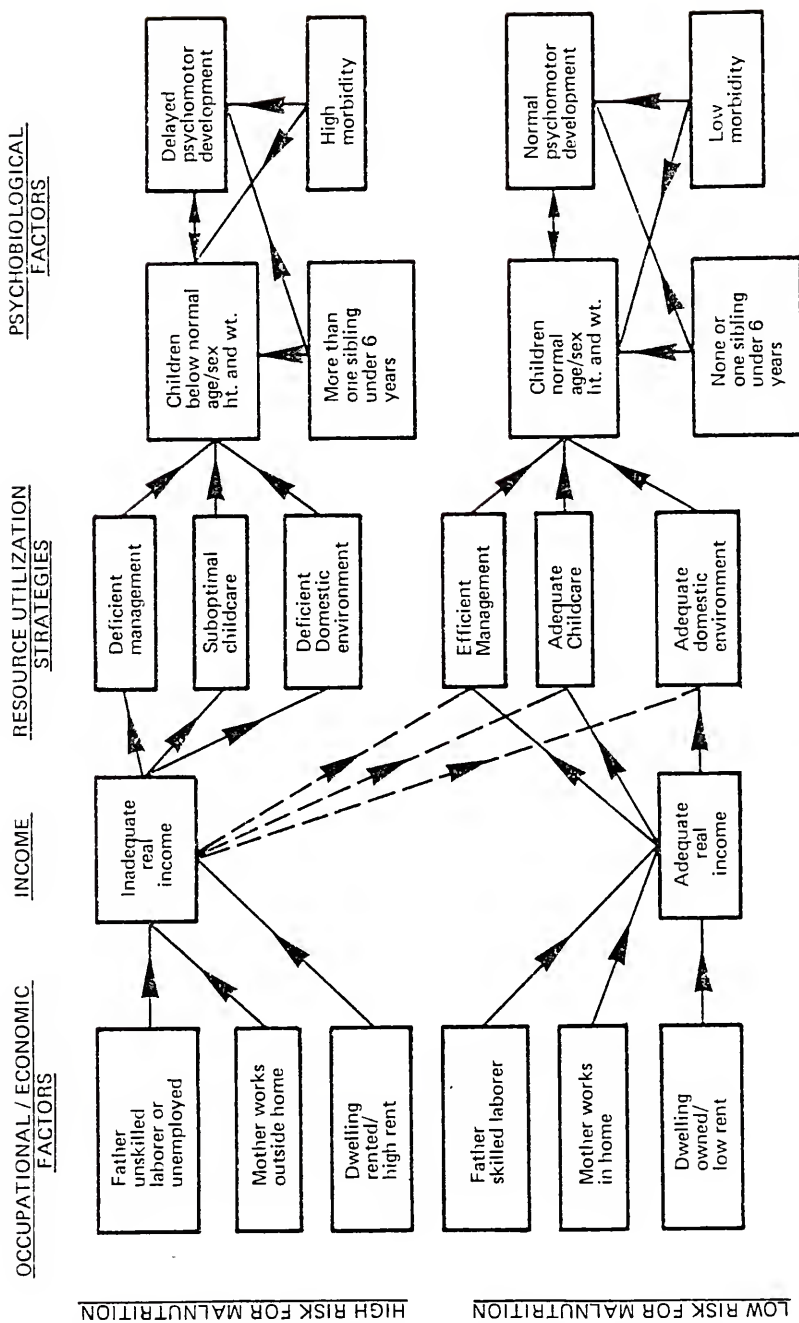 OCCUPATIONAL / ECONOMIC
FACTORS
INCOME
RESOURCE UTILIZATION
STRATEGIES
PSYCHOBIOLOGICAL
FACTORS
HIGH RISK FOR MALNUTRITION
Father
unskilled
laborer or
unemployed
Mother works
outside home
Dwelling
rented/
high rent
Inadequate
real
income
Deficient
management
Suboptimal
childcare
Deficient
Domestic
environment
Children
below normal
age/sex
ht. and wt.
More than
one sibling
under 6
years
Delayed
psychomotor
development
High
morbidity
LOW RISK FOR MALNUTRITION
Father
skilled laborer
Mother works
in home
Dwelling
owned/
low rent
Adequate
real
income
Efficient
Management
Adequate
Childcare
Adequate
domestic
environment
Children
normal
age/sex
ht. and wt.
None or
one sibling
under 6
years
Normal
psychomotor
development
Low
morbidity